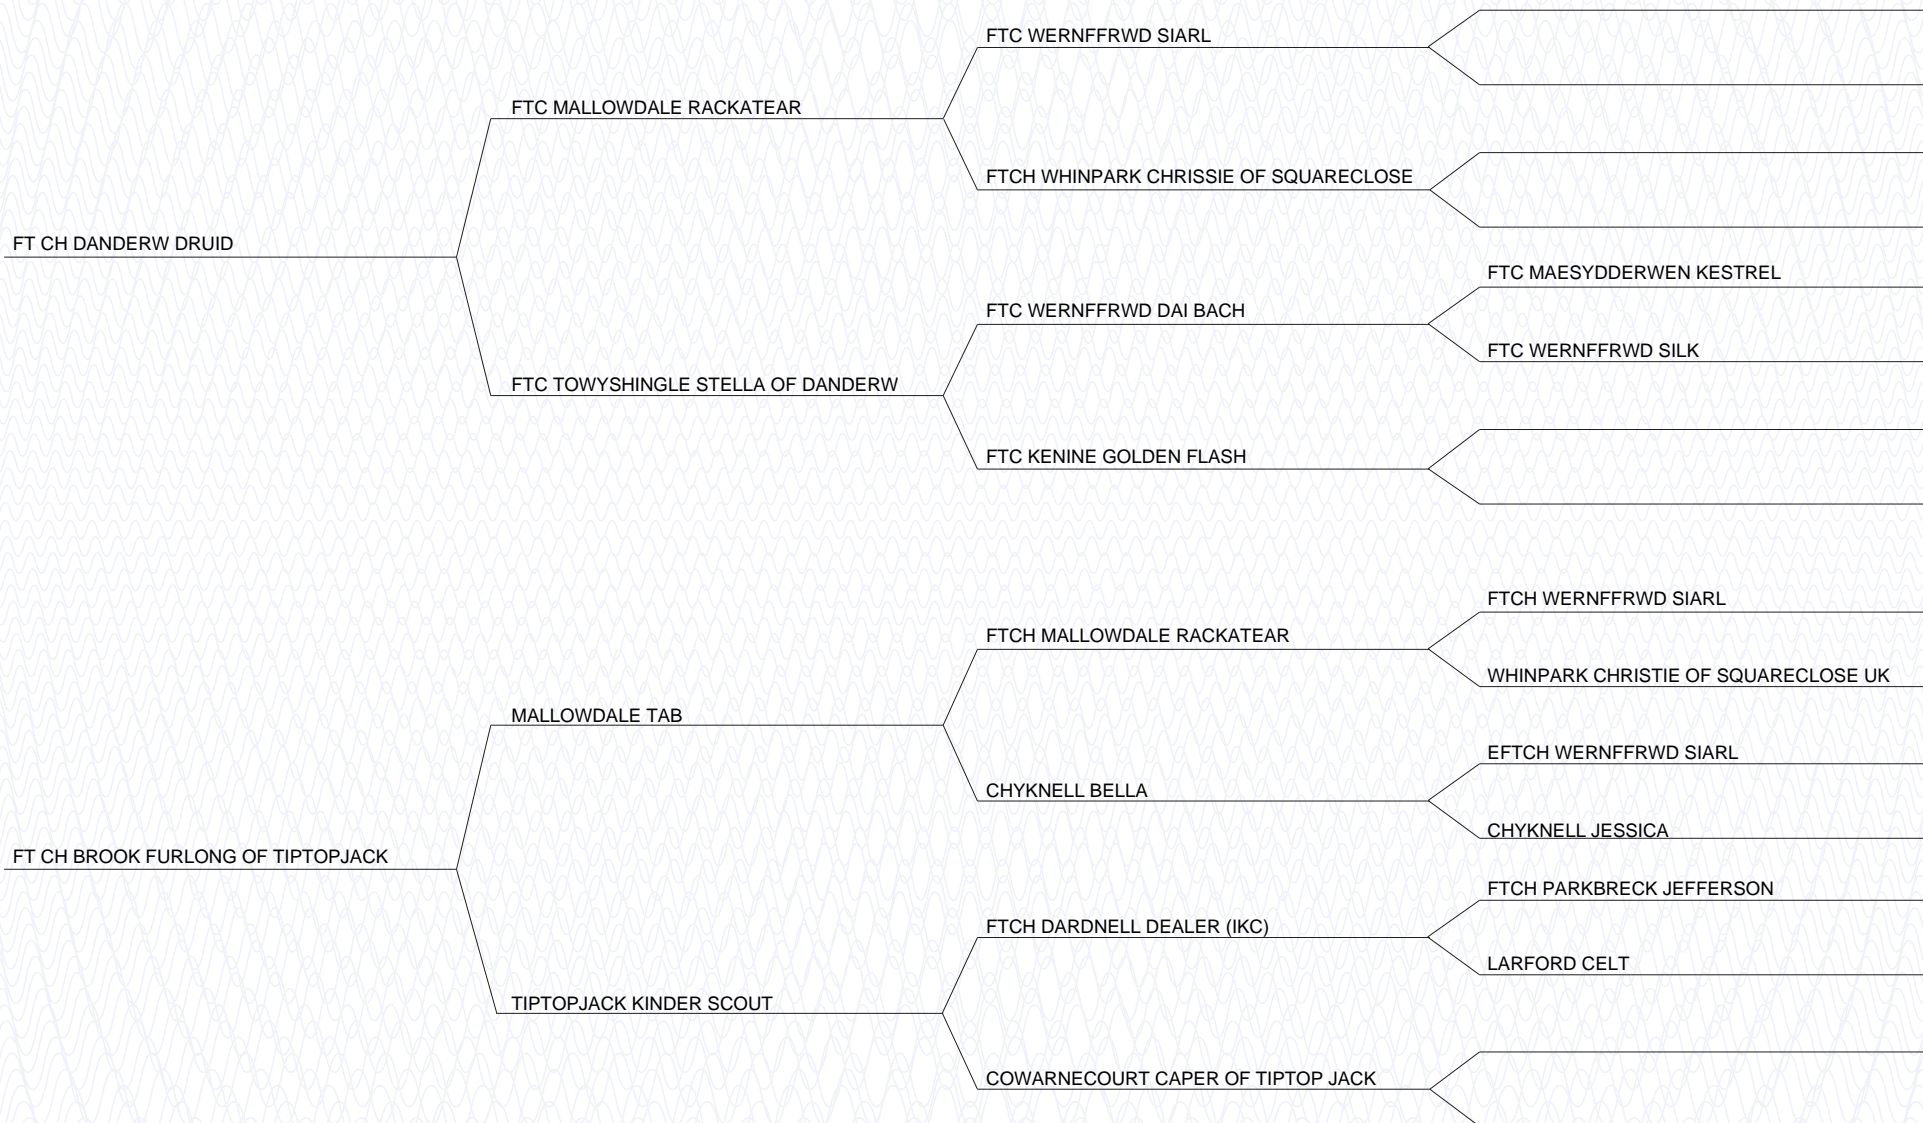 FTC WERNFFRWD SIARL
FTC MALLOWDALE RACKATEAR
FTCH WHINPARK CHRISSIE OF SQUARECLOSE
FT CH DANDERW DRUID
FTC MAESYDDERWEN KESTREL
FTC WERNFFRWD DAI BACH
FTC WERNFFRWD SILK
FTC TOWYSHINGLE STELLA OF DANDERW
FTC KENINE GOLDEN FLASH
FTCH WERNFFRWD SIARL
FTCH MALLOWDALE RACKATEAR
WHINPARK CHRISTIE OF SQUARECLOSE UK
MALLOWDALE TAB
EFTCH WERNFFRWD SIARL
CHYKNELL BELLA
CHYKNELL JESSICA
FT CH BROOK FURLONG OF TIPTOPJACK
FTCH PARKBRECK JEFFERSON
FTCH DARDNELL DEALER (IKC)
LARFORD CELT
TIPTOPJACK KINDER SCOUT
COWARNECOURT CAPER OF TIPTOP JACK